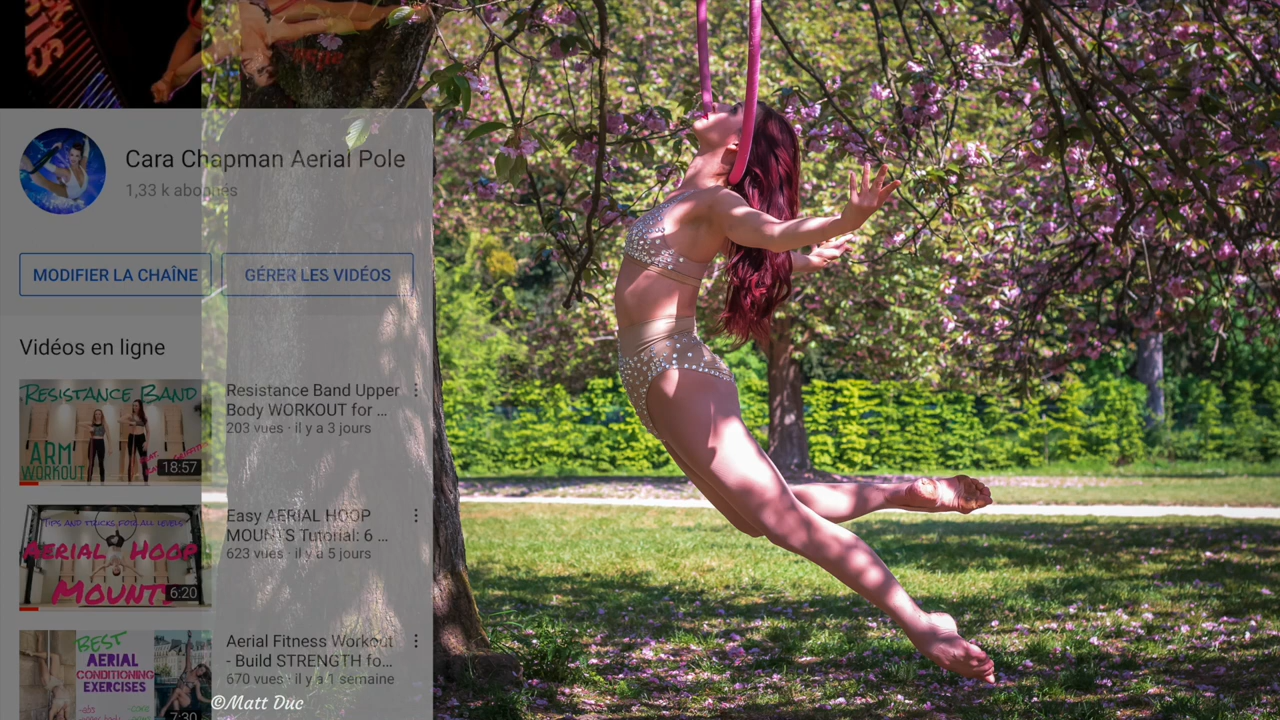 Cara Chapman Aerial Pole
1,33 k abonnés
MODIFIER LA CHAÎNE
GÉRER LES VIDÉOS
Vidéos en ligne
RESISTANCE BAND
ARM
WORKOUT
18:57
Resistance Band Upper
Body WORKOUT for ...
203 vues · il y a 3 jours
TIPS AND TRICKS FOR ALL LEVELS
AERIAL HOOP
MOUNTS
6:20
Easy AERIAL HOOP
MOUNTS Tutorial: 6 ...
623 vues · il y a 5 jours
BEST
AERIAL
CONDITIONING
EXERCISES
7:30
Aerial Fitness Workout
- Build STRENGTH fo...
670 vues · il y a 1 semaine
©Matt Duc